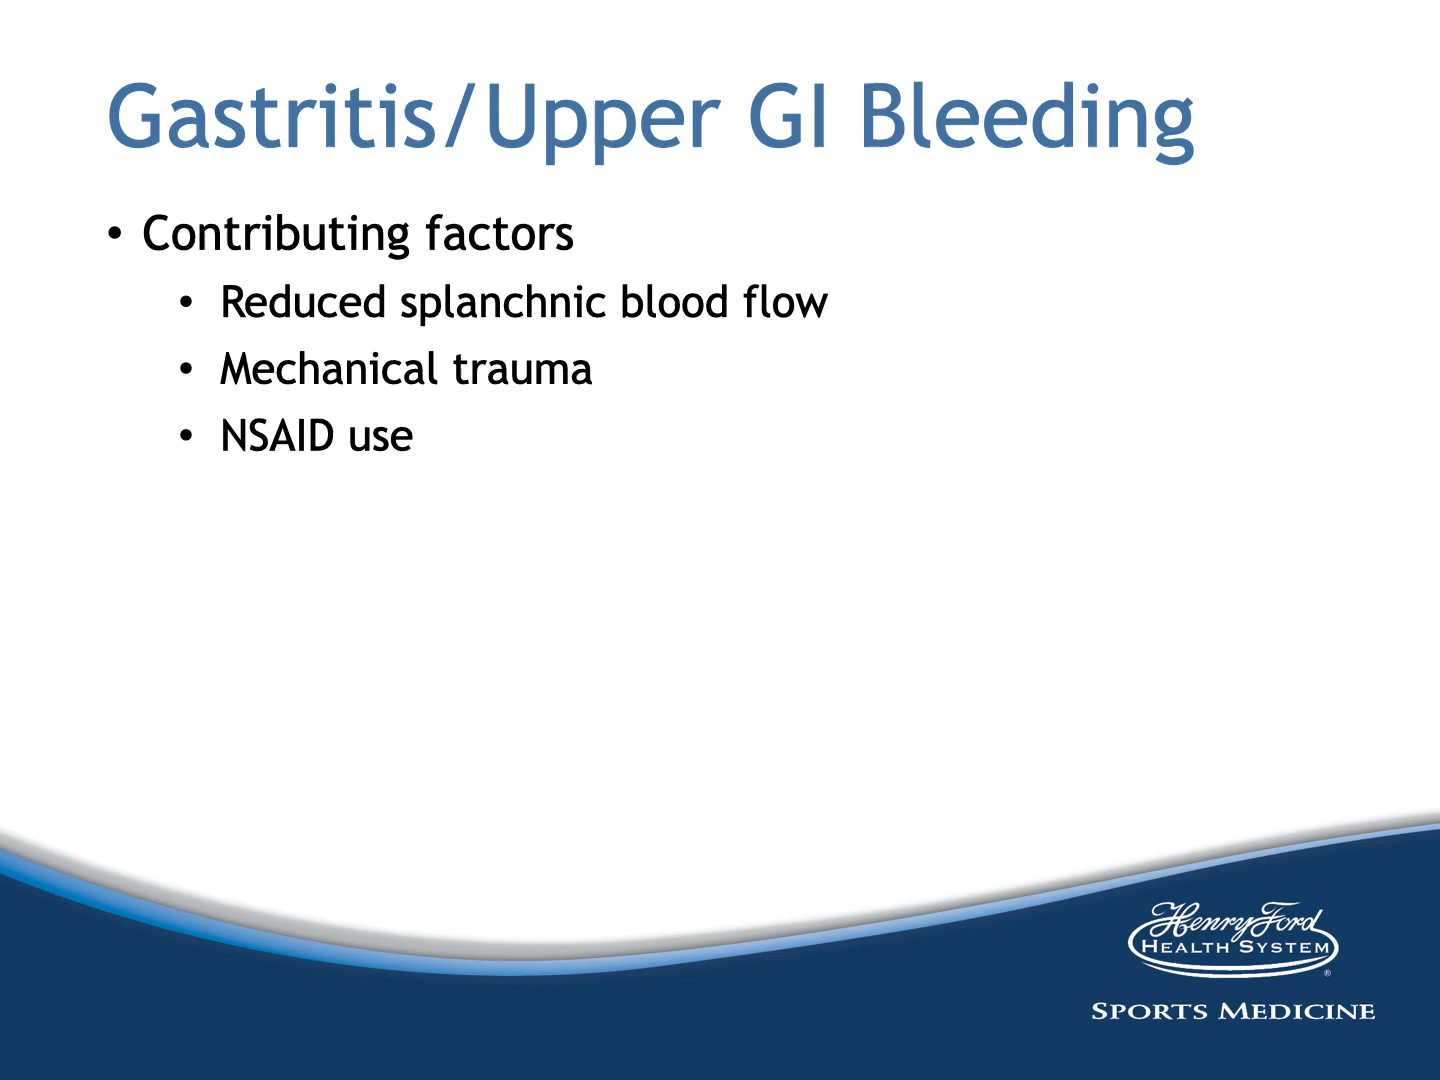 Gastritis/Upper GI Bleeding
• Contributing factors
• Reduced splanchnic blood flow
• Mechanical trauma
• NSAID use
Henry Ford
HEALTH SYSTEM
®
SPORTS MEDICINE